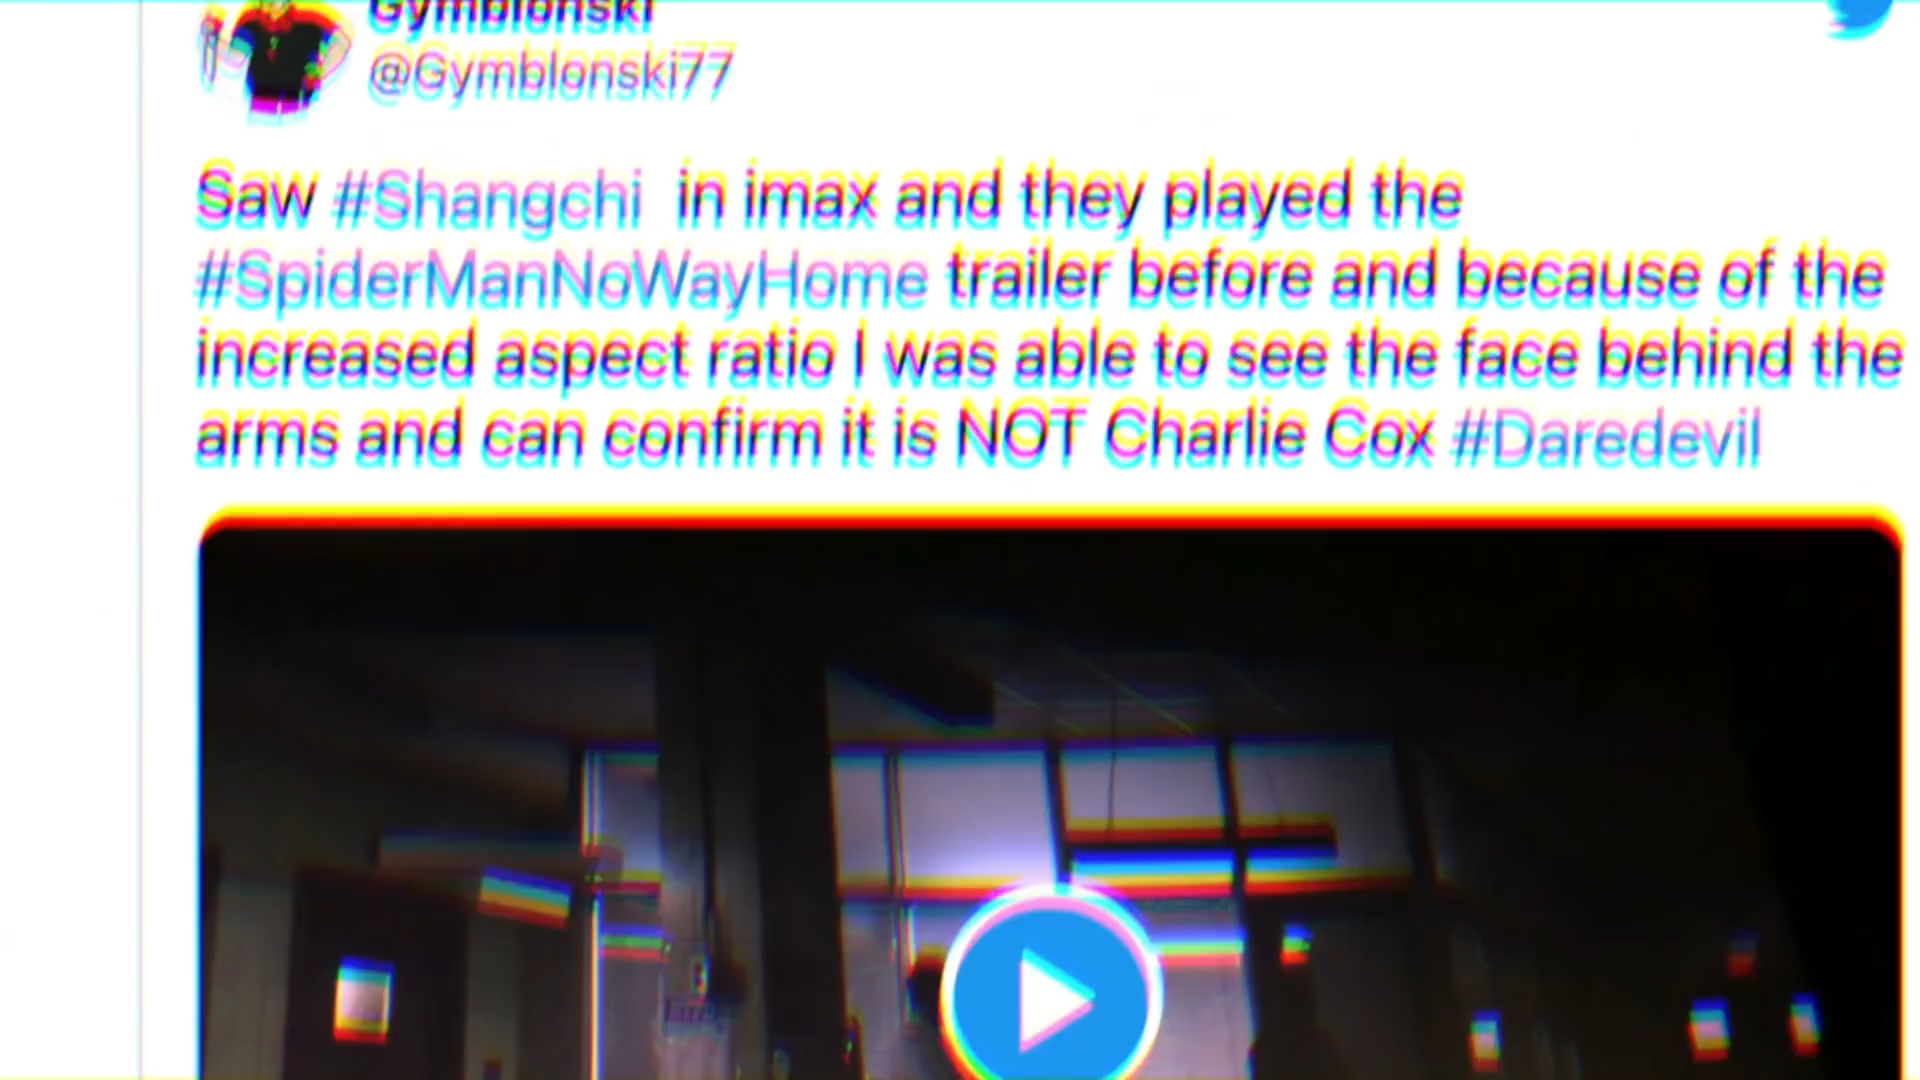 Gymblonski
@Gymblonski77
Saw #Shangchi in imax and they played the
#SpiderManNoWayHome trailer before and because of the
increased aspect ratio I was able to see the face behind the
arms and can confirm it is NOT Charlie Cox #Daredevil